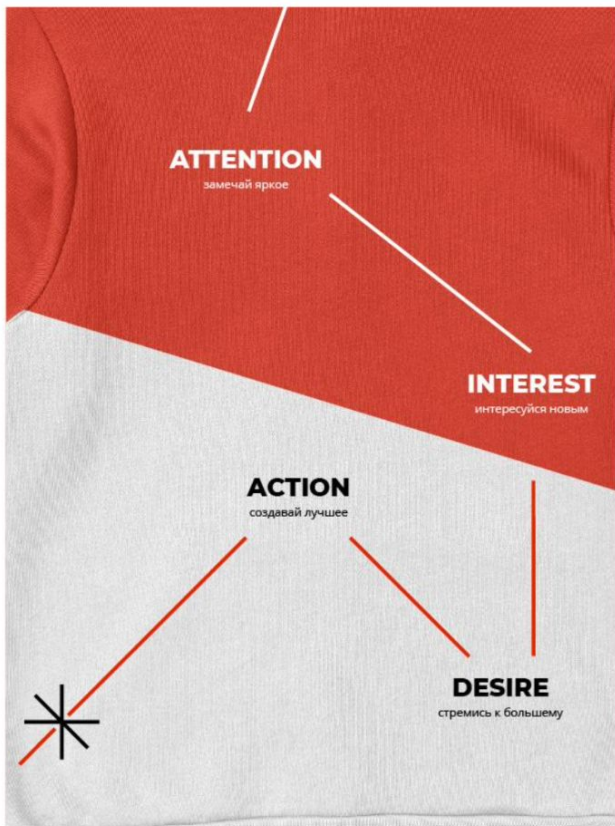 ATTENTION
замечай яркое
INTEREST
интересуйся новым
ACTION
создавай лучшее
DESIRE
стремись к большему